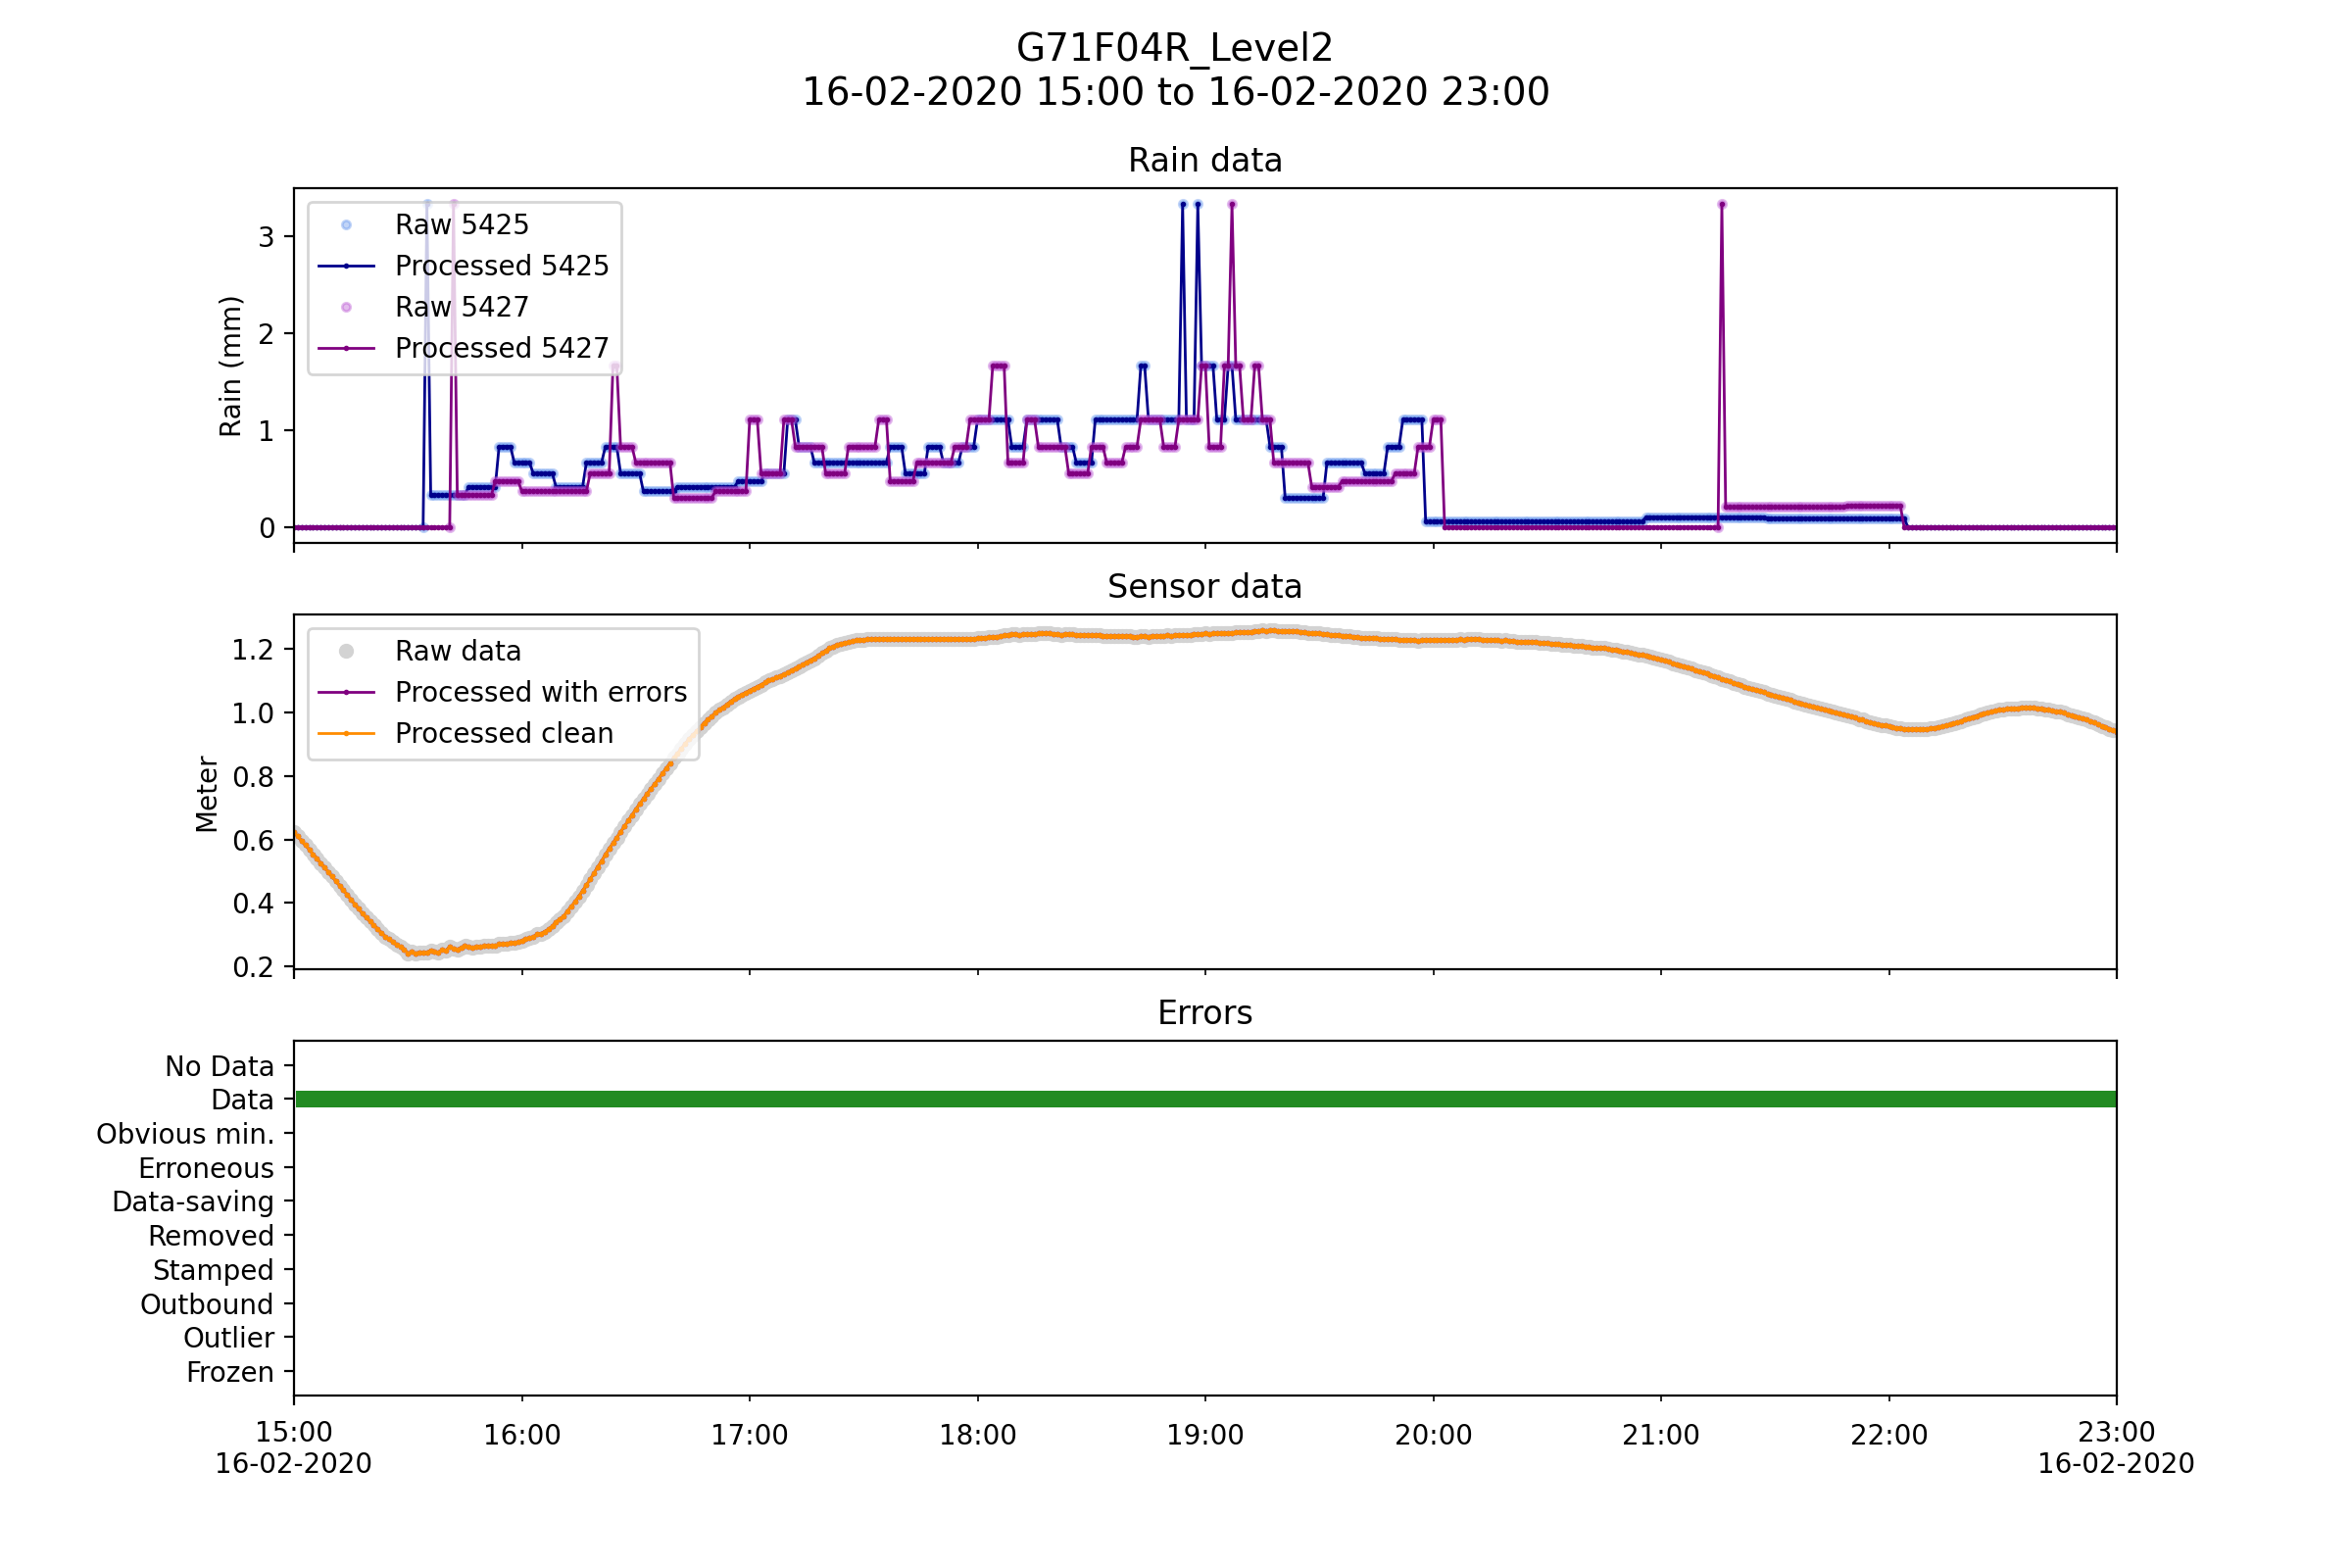 G71F04R_Level2
16-02-2020 15:00 to 16-02-2020 23:00
Rain data
Rain (mm)
3
2
1
0
Raw 5425
Processed 5425
Raw 5427
Processed 5427
Sensor data
Meter
1.2
1.0
0.8
0.6
0.4
0.2
Raw data
Processed with errors
Processed clean
Errors
No Data
Data
Obvious min.
Erroneous
Data-saving
Removed
Stamped
Outbound
Outlier
Frozen
15:00 16:00 17:00 18:00 19:00 20:00 21:00 22:00 23:00
16-02-2020 16-02-2020